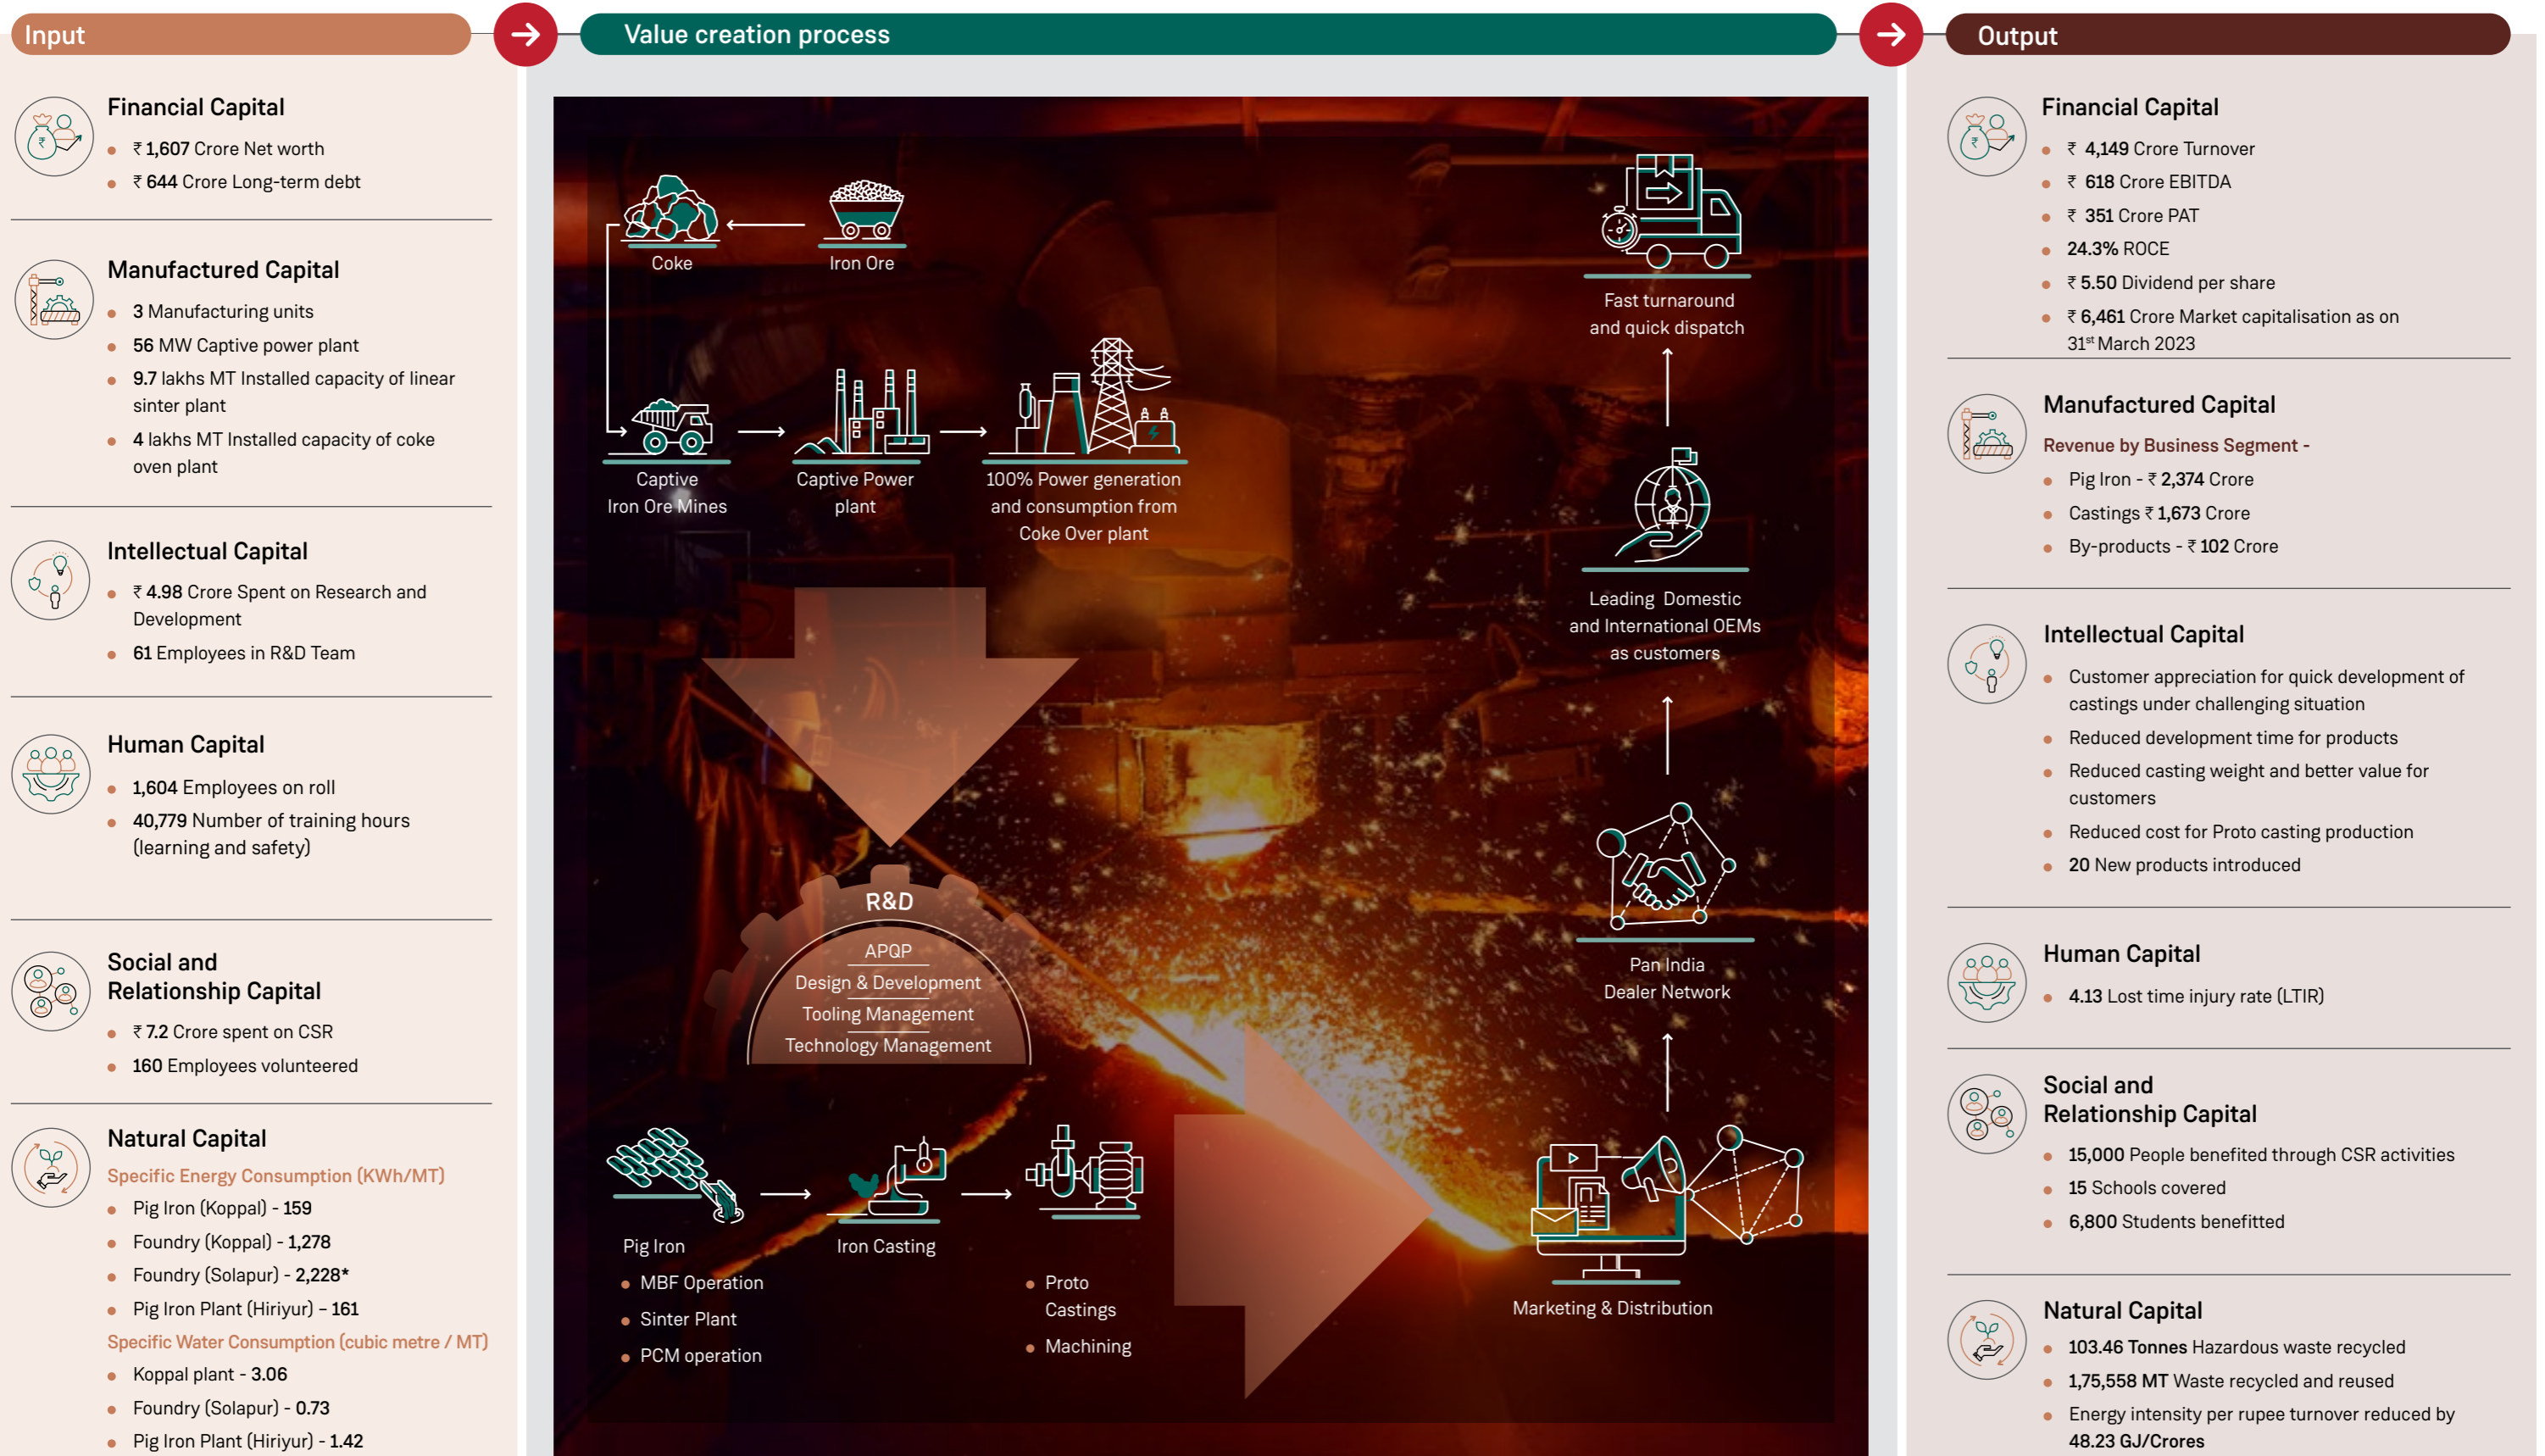 Input
Value creation process
Output
Financial Capital
₹ 1,607 Crore Net worth
₹ 644 Crore Long-term debt
Manufactured Capital
3 Manufacturing units
56 MW Captive power plant
9.7 lakhs MT Installed capacity of linear
sinter plant
4 lakhs MT Installed capacity of coke
oven plant
Intellectual Capital
₹ 4.98 Crore Spent on Research and
Development
61 Employees in R&D Team
Human Capital
1,604 Employees on roll
40,779 Number of training hours
(learning and safety)
Social and
Relationship Capital
₹ 7.2 Crore spent on CSR
160 Employees volunteered
Natural Capital
Specific Energy Consumption (KWh/MT)
Pig Iron (Koppal) - 159
Foundry (Koppal) - 1,278
Foundry (Solapur) - 2,228*
Pig Iron Plant (Hiriyur) – 161
Specific Water Consumption (cubic metre / MT)
Koppal plant - 3.06
Foundry (Solapur) - 0.73
Pig Iron Plant (Hiriyur) - 1.42
Coke
Iron Ore
Captive
Iron Ore Mines
Captive Power
plant
100% Power generation
and consumption from
Coke Over plant
R&D
APQP
Design & Development
Tooling Management
Technology Management
Pig Iron
MBF Operation
Sinter Plant
PCM operation
Iron Casting
Proto
Castings
Machining
Marketing & Distribution
Pan India
Dealer Network
Leading Domestic
and International OEMs
as customers
Fast turnaround
and quick dispatch
Financial Capital
₹ 4,149 Crore Turnover
₹ 618 Crore EBITDA
₹ 351 Crore PAT
24.3% ROCE
₹ 5.50 Dividend per share
₹ 6,461 Crore Market capitalisation as on
31st March 2023
Manufactured Capital
Revenue by Business Segment -
Pig Iron - ₹ 2,374 Crore
Castings ₹ 1,673 Crore
By-products - ₹ 102 Crore
Intellectual Capital
Customer appreciation for quick development of
castings under challenging situation
Reduced development time for products
Reduced casting weight and better value for
customers
Reduced cost for Proto casting production
20 New products introduced
Human Capital
4.13 Lost time injury rate (LTIR)
Social and
Relationship Capital
15,000 People benefited through CSR activities
15 Schools covered
6,800 Students benefitted
Natural Capital
103.46 Tonnes Hazardous waste recycled
1,75,558 MT Waste recycled and reused
Energy intensity per rupee turnover reduced by
48.23 GJ/Crores